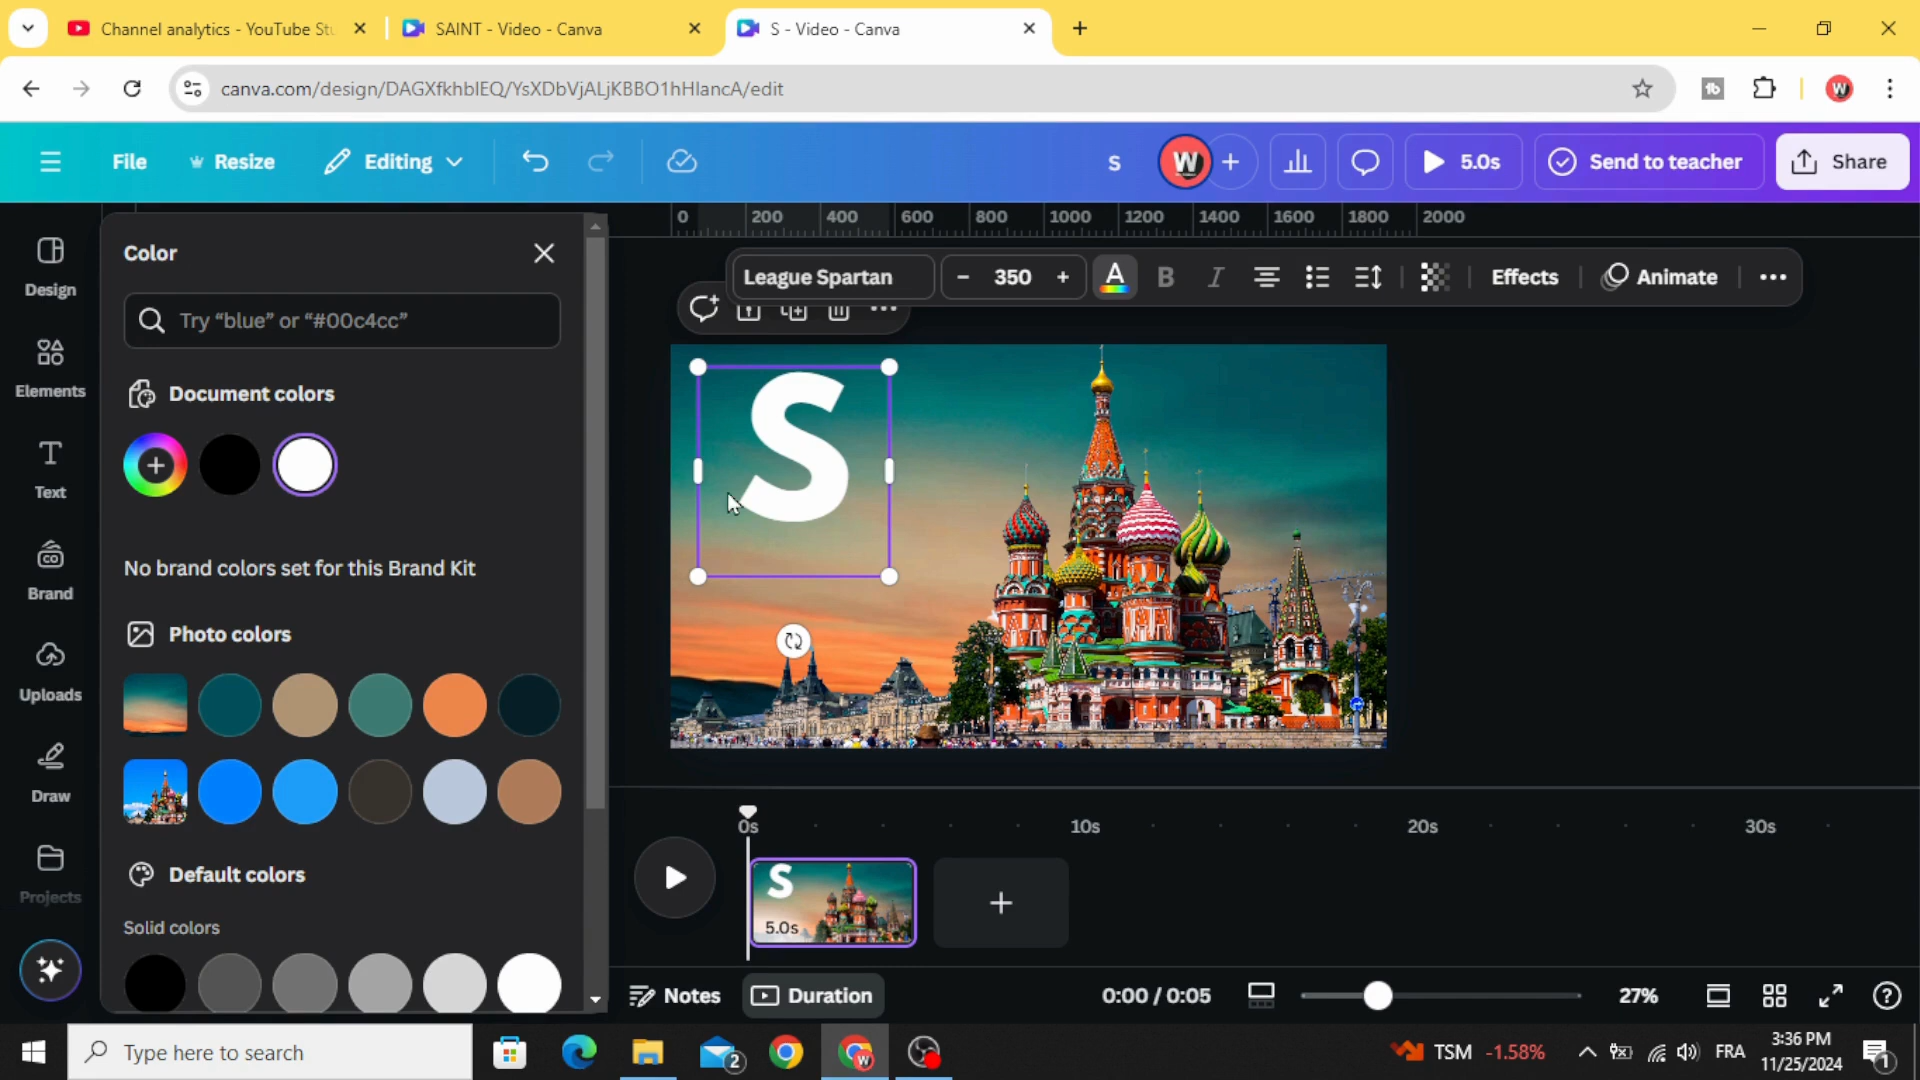 Channel analytics - YouTube Stu
SAINT - Video - Canva
S - Video - Canva
canva.com/design/DAGXfkhblEQ/YsXDbVjALjKBBO1hHlancA/edit
W
File
Resize
Editing
S
W
5.0s
Send to teacher
Share
0 200 400 600 800 1000 1200 1400 1600 1800 2000
Color
Try “blue” or “#00c4cc”
Document colors
No brand colors set for this Brand Kit
Photo colors
Default colors
Solid colors
Design
Elements
Text
Brand
Uploads
Draw
Projects
League Spartan
350
A
B
I
Effects
Animate
S
0s 10s 20s 30s
S
5.0s
Notes
Duration
0:00 / 0:05
27%
Type here to search
2
TSM -1.58%
FRA
3:36 PM
11/25/2024
1